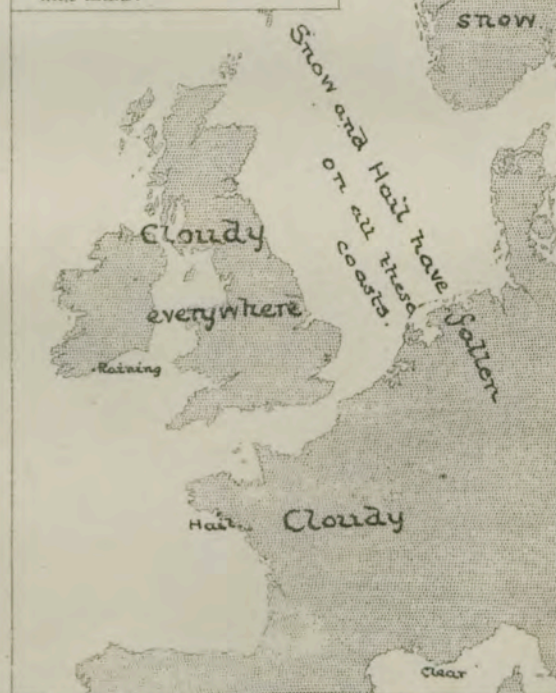 SNOW
Snow and Hail have fallen
on all these
coasts.
Cloudy
everywhere
Raining
Hail
Cloudy
Clear